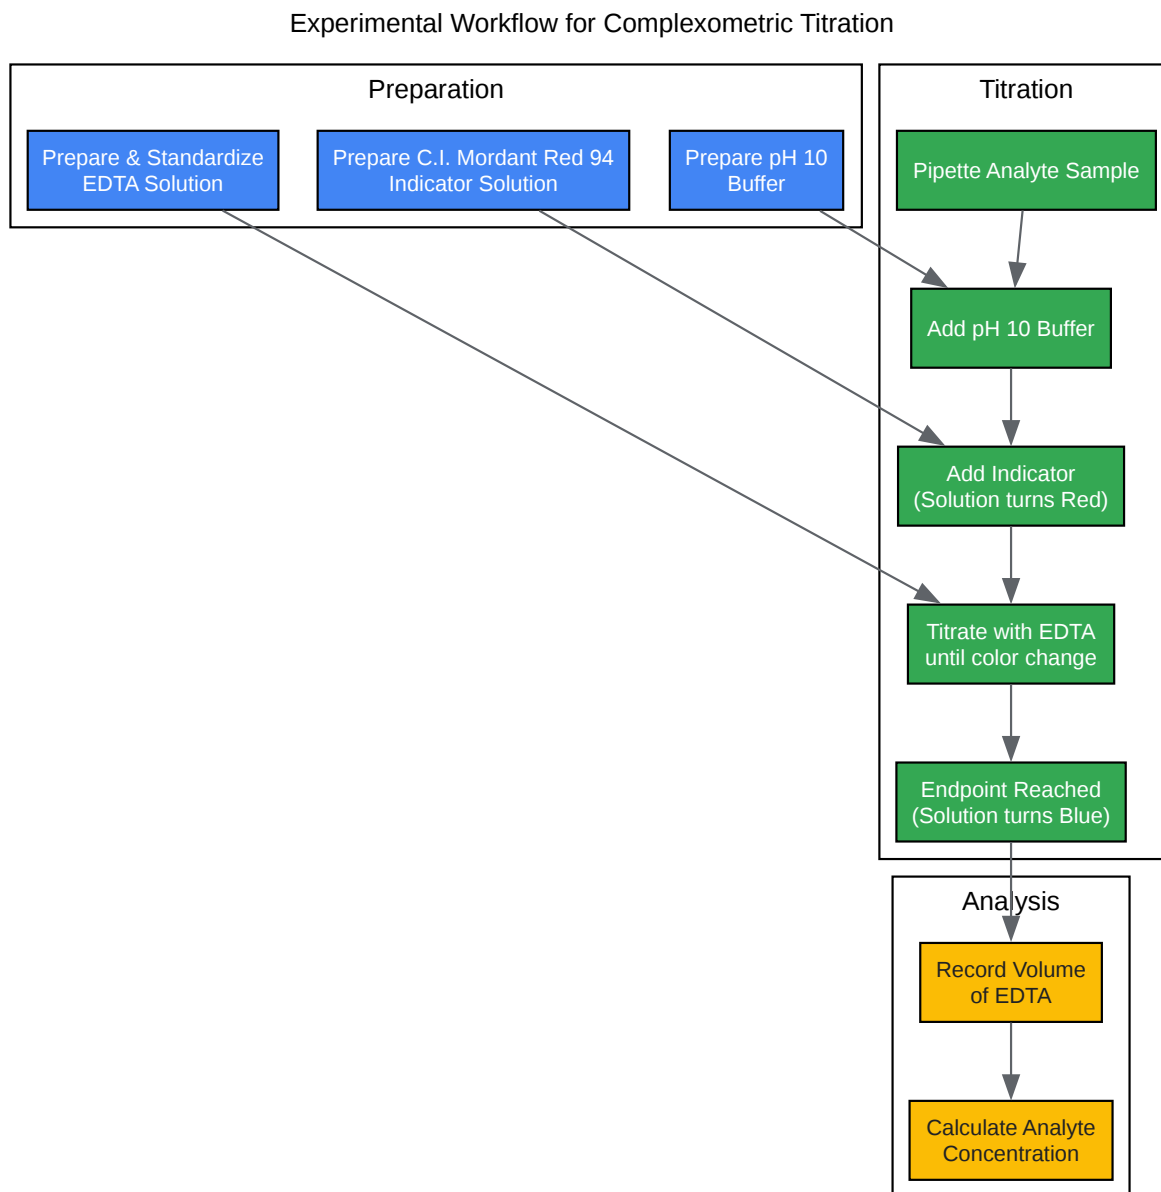 Experimental Workflow for Complexometric Titration
Preparation
Prepare & Standardize
EDTA Solution
Prepare C.I. Mordant Red 94
Indicator Solution
Prepare pH 10
Buffer
Titration
Pipette Analyte Sample
Add pH 10 Buffer
Add Indicator
(Solution turns Red)
Titrate with EDTA
until color change
Endpoint Reached
(Solution turns Blue)
Analysis
Record Volume
of EDTA
Calculate Analyte
Concentration